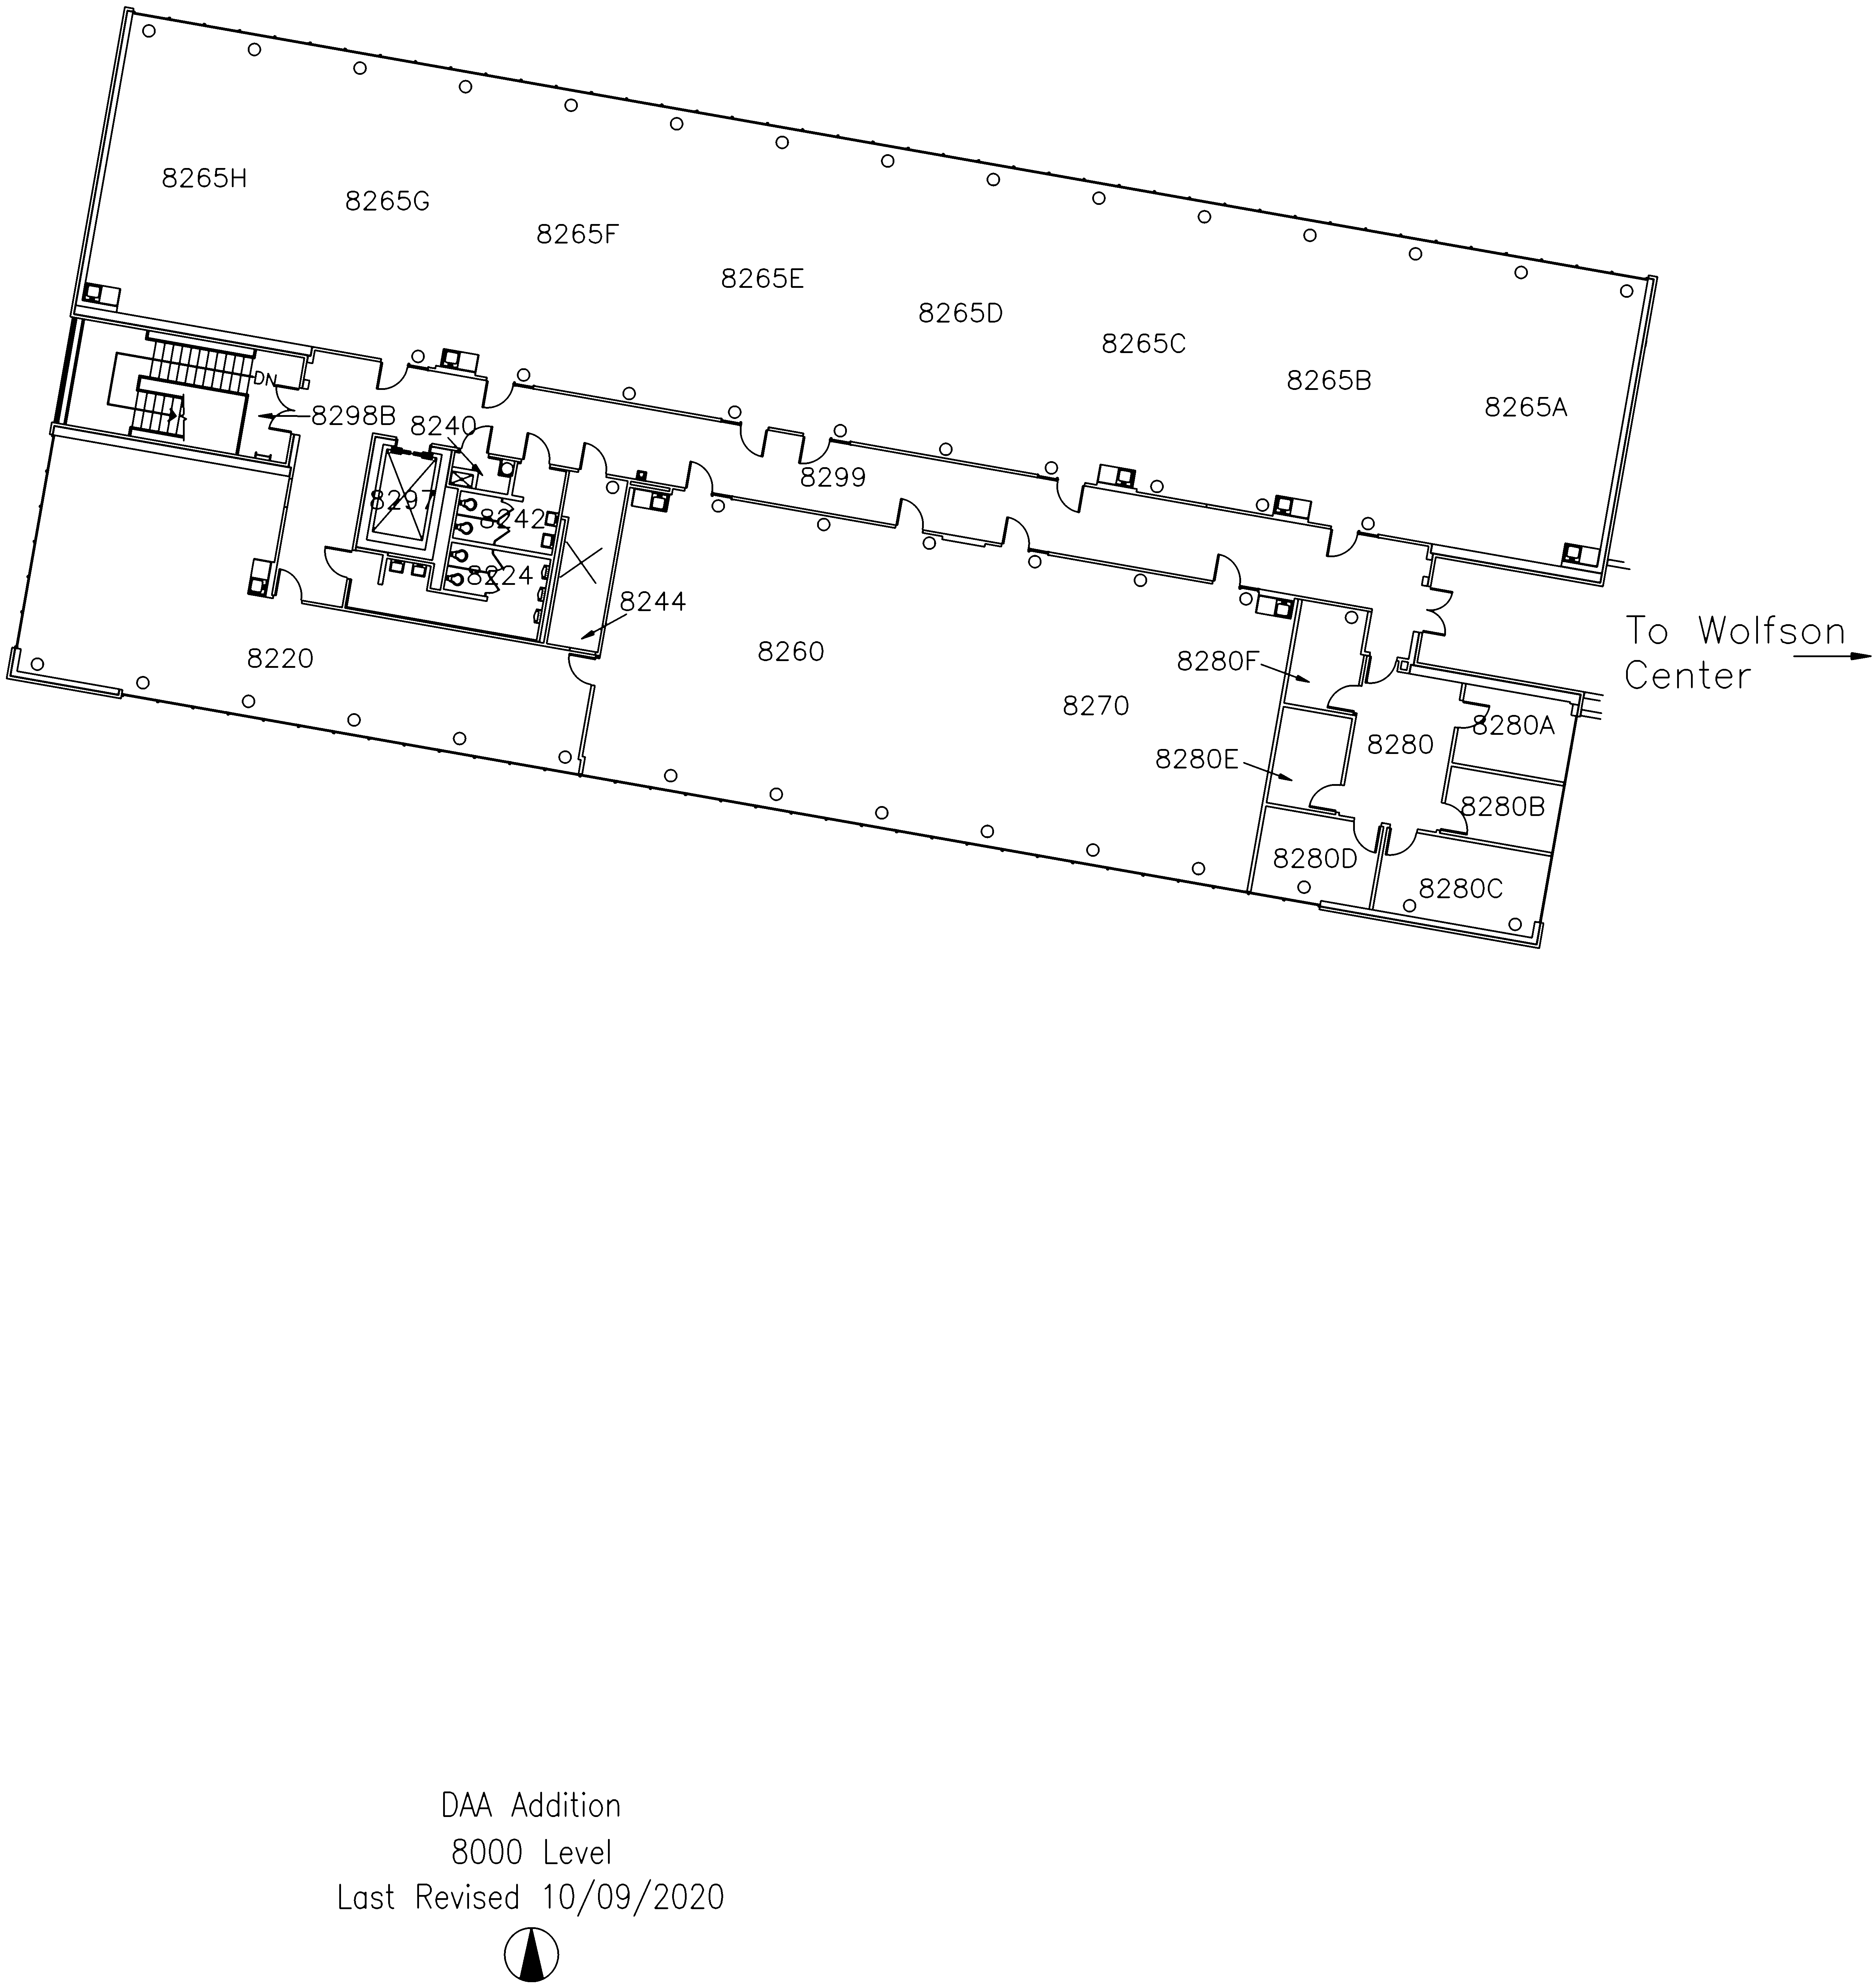 8265H
8265G
8265F
8265E
8265D
8265C
8265B
8265A
DN
8298B
8240
8299
8297
8242
8224
8244
To Wolfson
Center
8220
8260
8280F
8270
8280A
8280
8280E
8280B
8280D
8280C
DAA Addition
8000 Level
Last Revised 10/09/2020